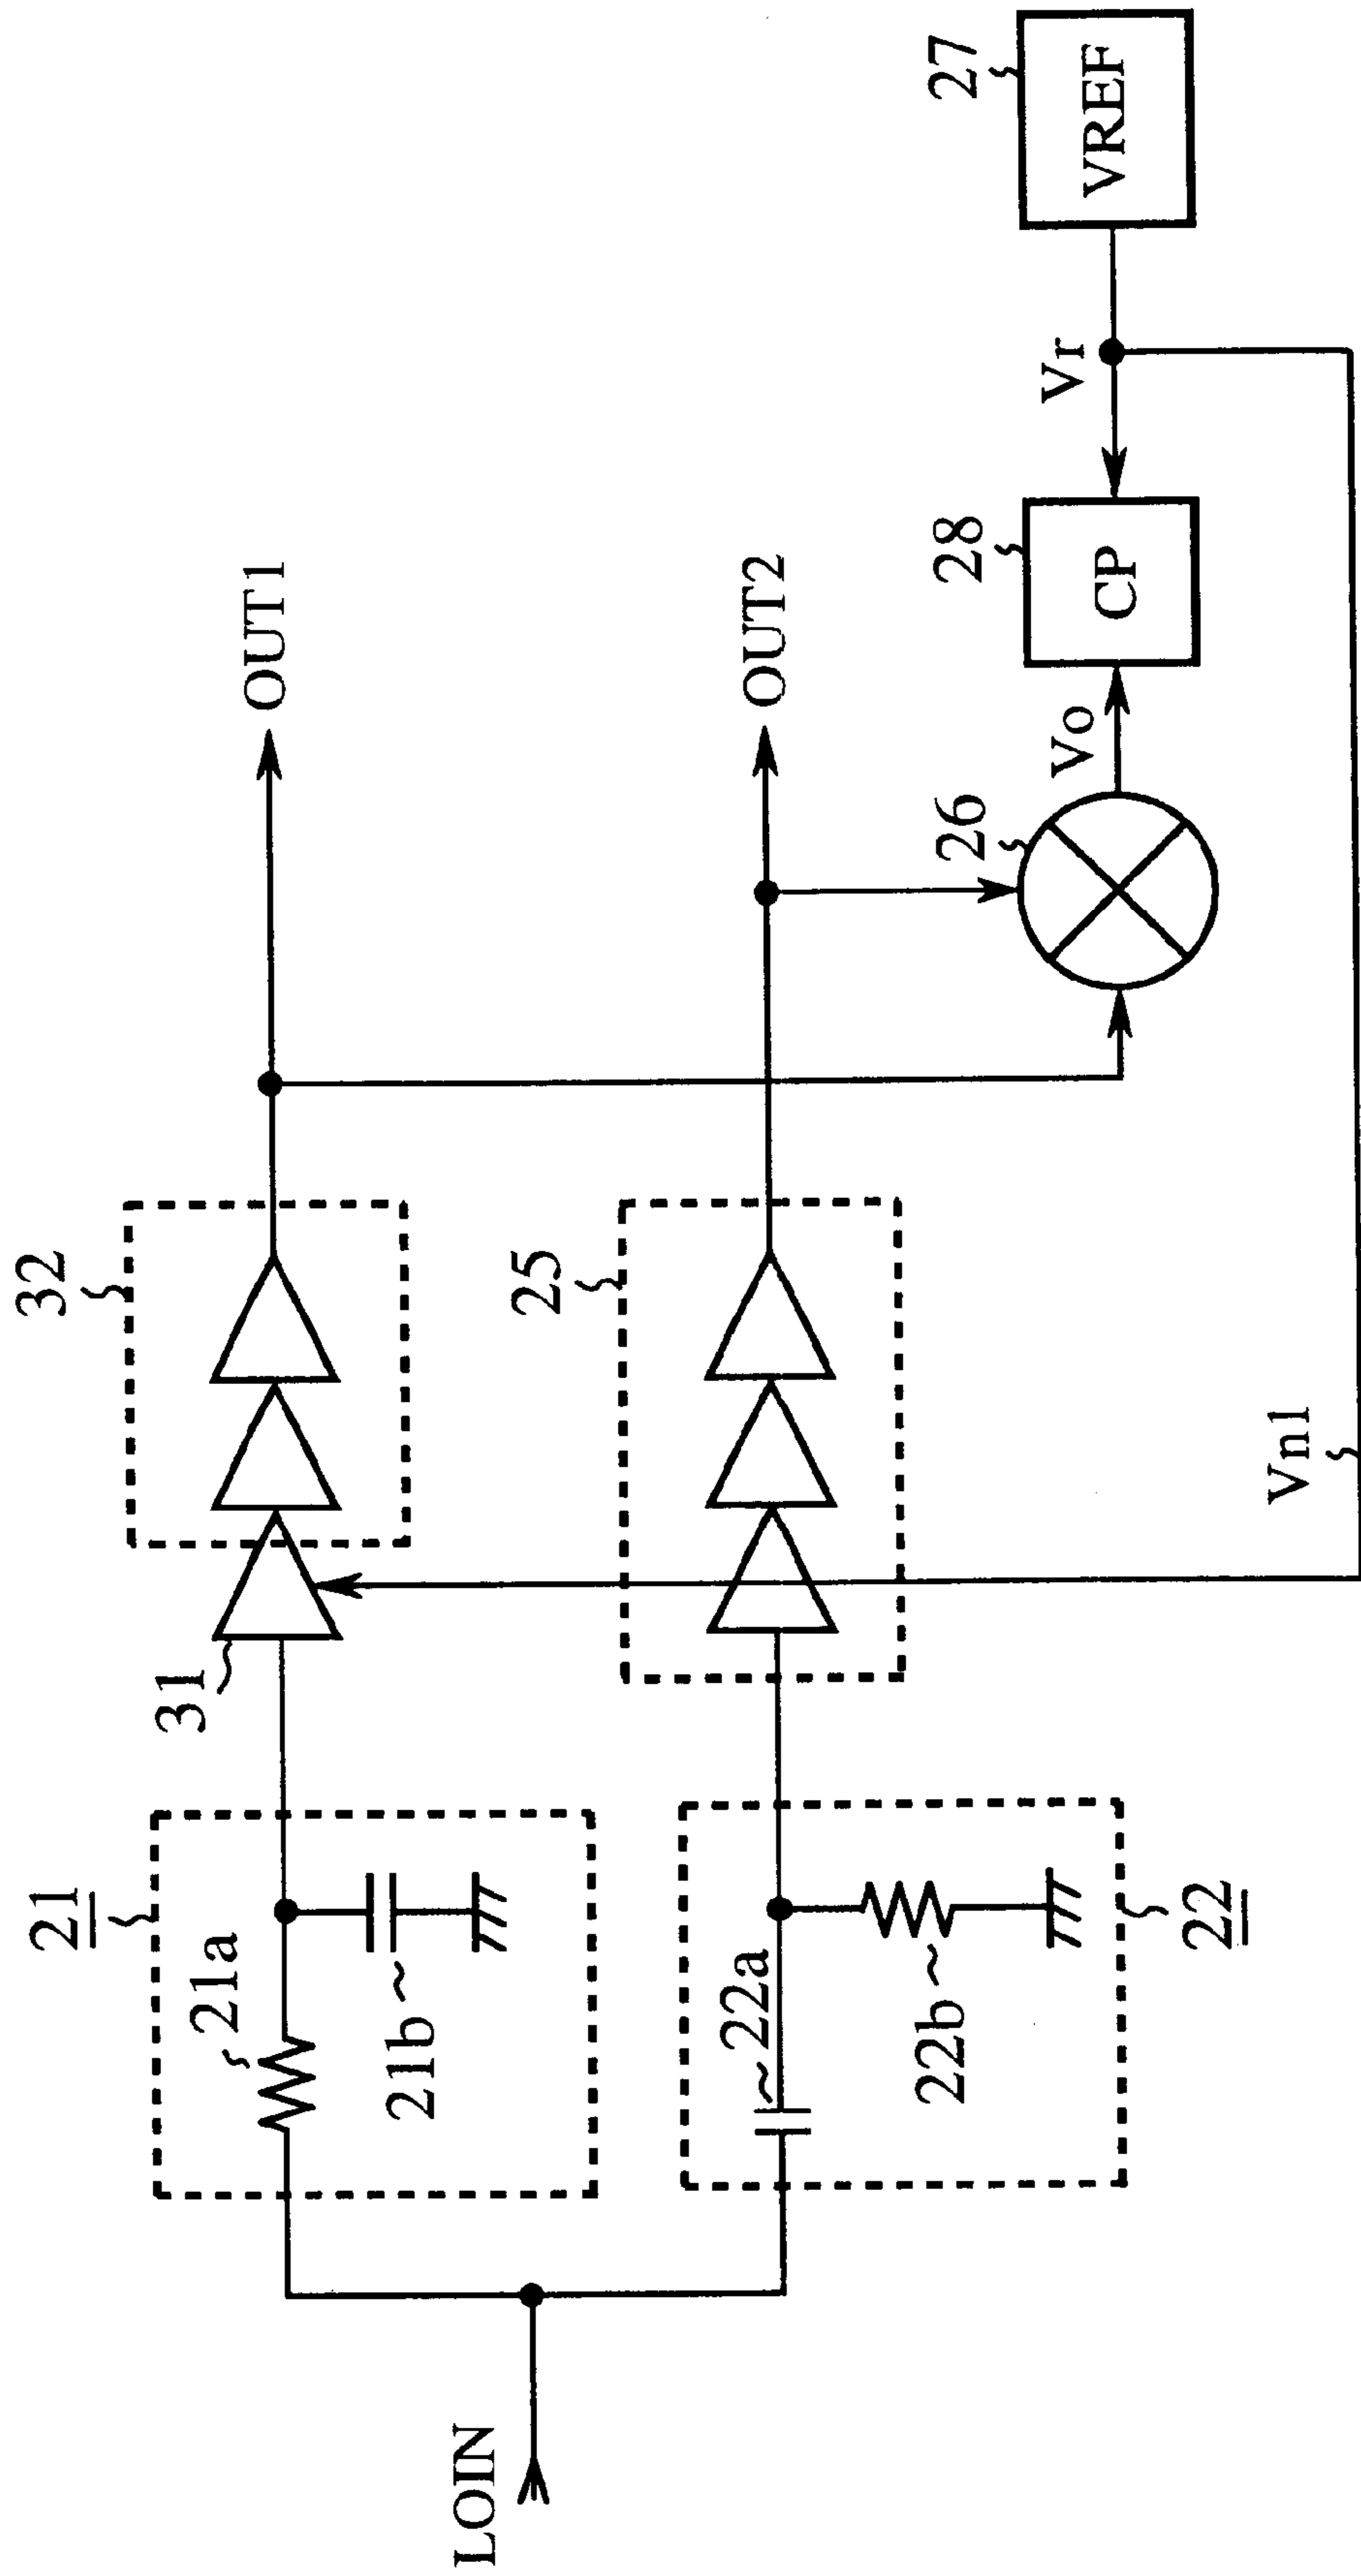 LOIN
21
21a
21b
22a
22b
22
31
32
25
OUT1
OUT2
26
Vo
28
CP
Vr
27
VREF
Vn1